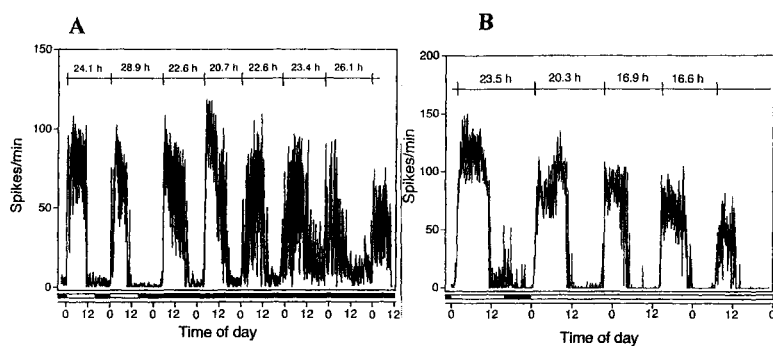 A
150
100
50
0
Spikes/min
24.1 h 28.9 h 22.6 h 20.7 h 22.6 h 23.4 h 26.1 h
0 12 0 12 0 12 0 12 0 12 0 12 0 12 0 12
Time of day
B
200
150
100
50
0
Spikes/min
23.5 h 20.3 h 16.9 h 16.6 h
0 12 0 12 0 12 0 12 0
Time of day